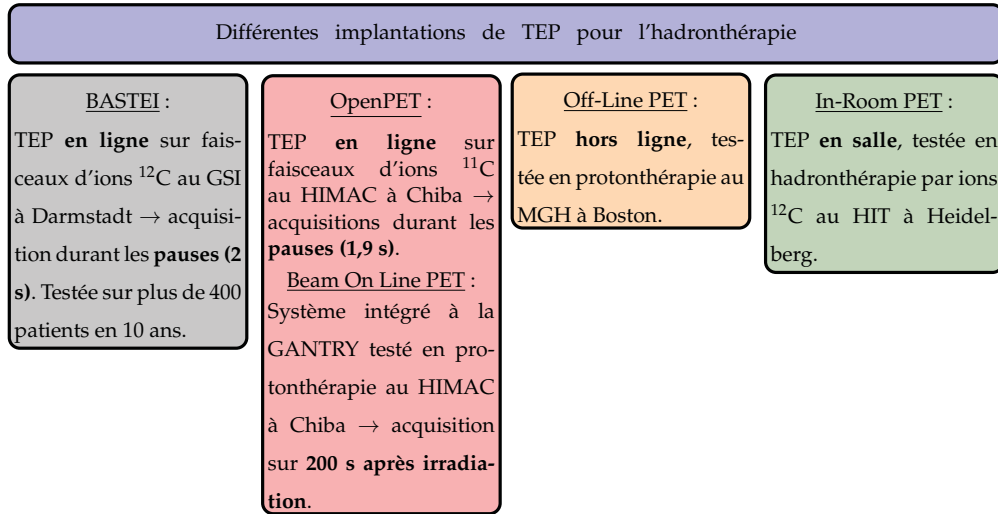 Différentes implantations de TEP pour l'hadronthérapie
BASTEI :
TEP en ligne sur fais-
ceaux d'ions ¹²C au GSI
à Darmstadt → acquisi-
tion durant les pauses (2
s). Testée sur plus de 400
patients en 10 ans.
OpenPET :
TEP en ligne sur
faisceaux d'ions ¹¹C
au HIMAC à Chiba →
acquisitions durant les
pauses (1,9 s).
Beam On Line PET :
Système intégré à la
GANTRY testé en pro-
tonthérapie au HIMAC
à Chiba → acquisition
sur 200 s après irradia-
tion.
Off-Line PET :
TEP hors ligne, tes-
tée en protonthérapie au
MGH à Boston.
In-Room PET :
TEP en salle, testée en
hadronthérapie par ions
¹²C au HIT à Heidel-
berg.